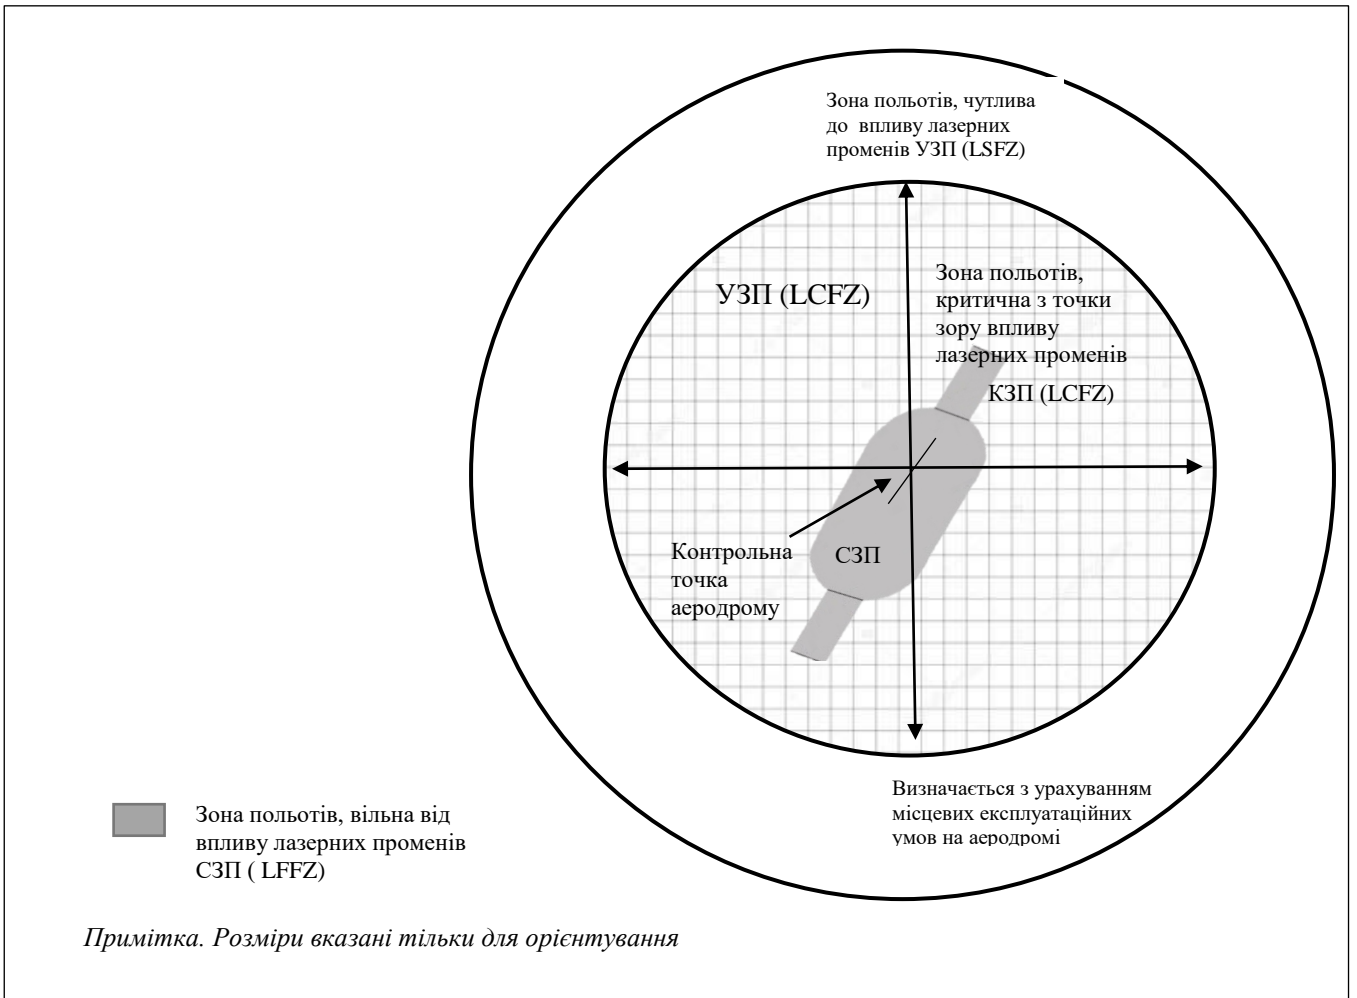 Зона польотів, чутлива
до впливу лазерних
променів УЗП (LSFZ)
УЗП (LCFZ)
Зона польотів,
критична з точки
зору впливу
лазерних променів
КЗП (LCFZ)
Контрольна
точка
аеродрому
СЗП
Визначається з урахуванням
місцевих експлуатаційних
умов на аеродромі
Зона польотів, вільна від
впливу лазерних променів
СЗП ( LFFZ)
Примітка. Розміри вказані тільки для орієнтування